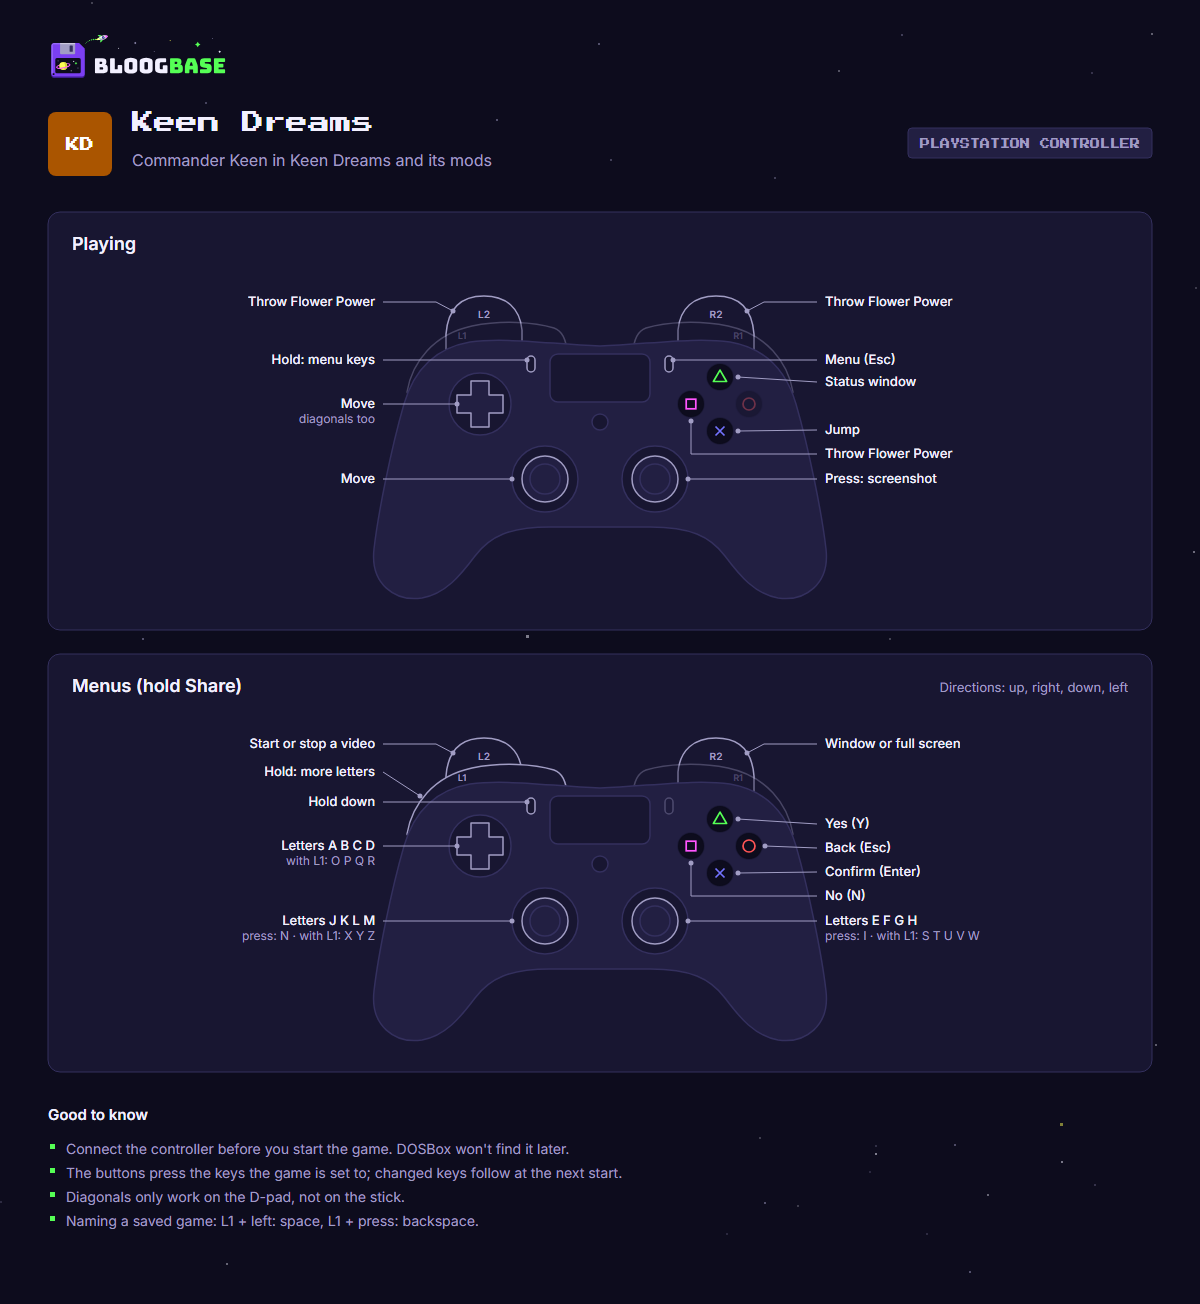 BLOOGBASE
KD
Keen Dreams
Commander Keen in Keen Dreams and its mods
PLAYSTATION CONTROLLER
Playing
Throw Flower Power
L2
R2
Throw Flower Power
L1
R1
Hold: menu keys
Menu (Esc)
Status window
Move
diagonals too
Jump
Throw Flower Power
Move
Press: screenshot
Menus (hold Share)
Directions: up, right, down, left
Start or stop a video
L2
R2
Window or full screen
Hold: more letters
L1
R1
Hold down
Yes (Y)
Letters A B C D
with L1: O P Q R
Back (Esc)
Confirm (Enter)
No (N)
Letters J K L M
press: N · with L1: X Y Z
Letters E F G H
press: I · with L1: S T U V W
Good to know
Connect the controller before you start the game. DOSBox won't find it later.
The buttons press the keys the game is set to; changed keys follow at the next start.
Diagonals only work on the D-pad, not on the stick.
Naming a saved game: L1 + left: space, L1 + press: backspace.